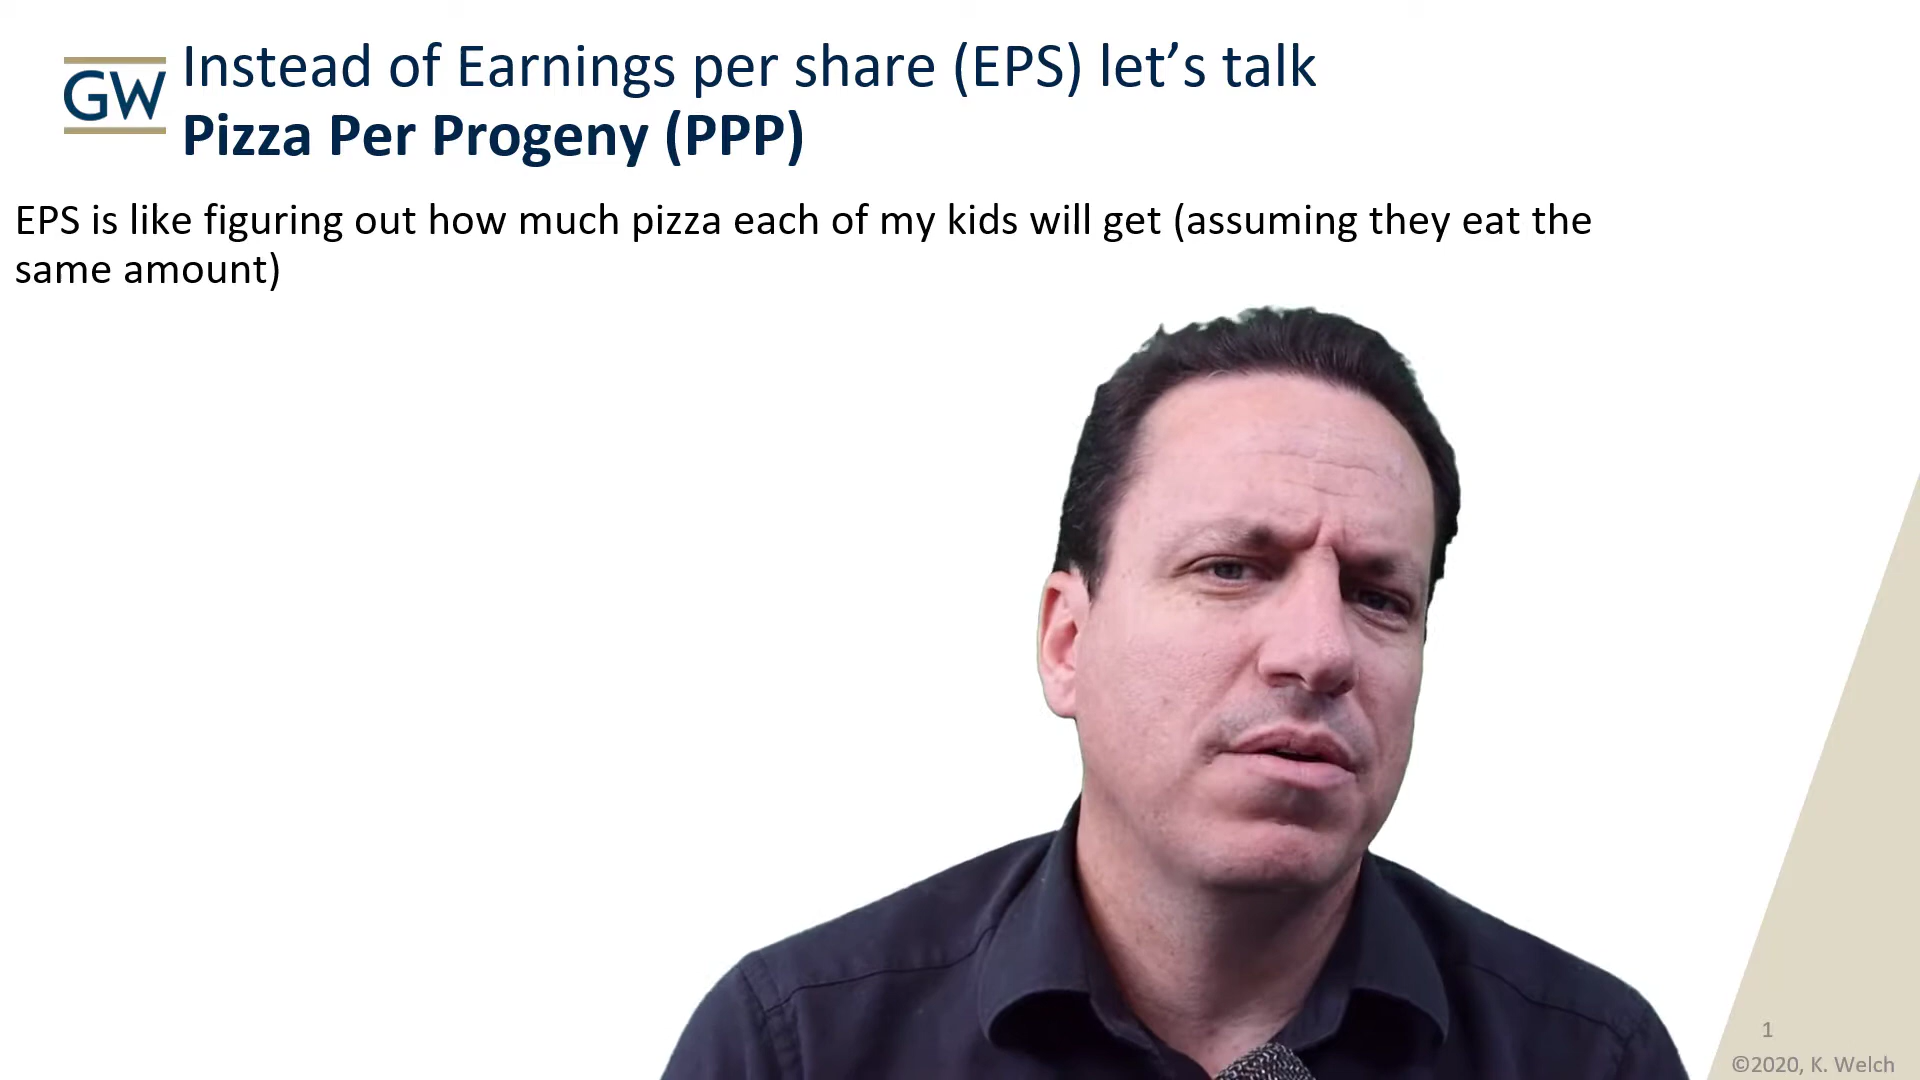 GW
Instead of Earnings per share (EPS) let’s talk
Pizza Per Progeny (PPP)
EPS is like figuring out how much pizza each of my kids will get (assuming they eat the
same amount)
1
©2020, K. Welch